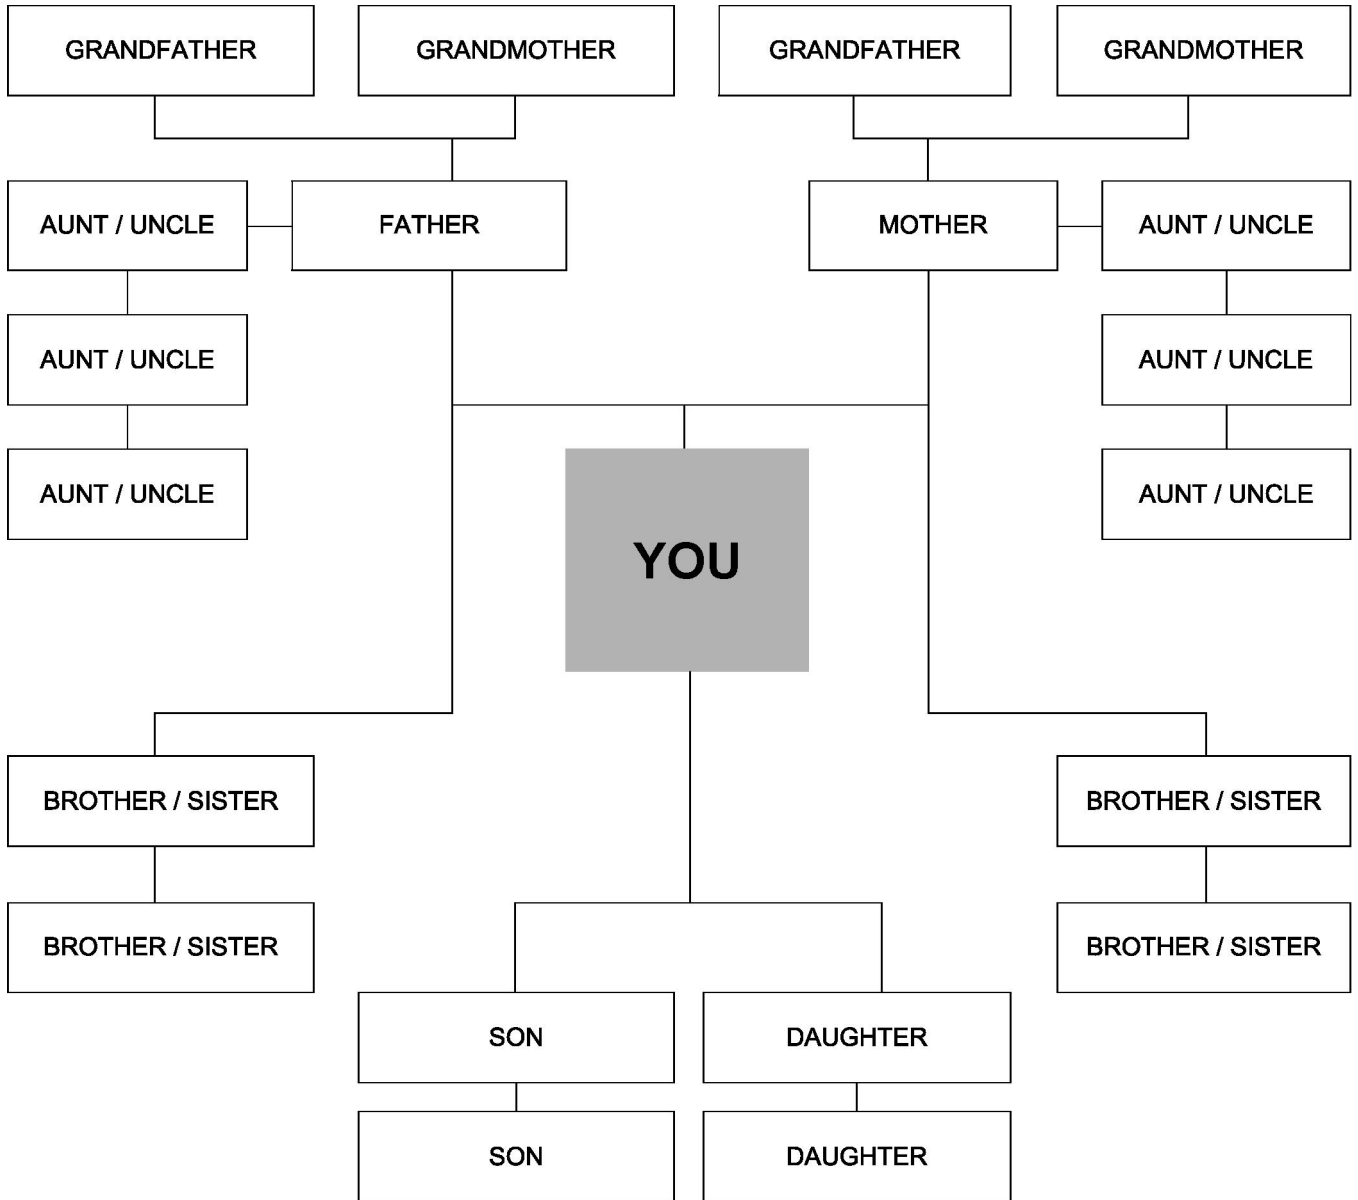 GRANDFATHER
GRANDMOTHER
GRANDFATHER
GRANDMOTHER
AUNT / UNCLE
FATHER
MOTHER
AUNT / UNCLE
AUNT / UNCLE
AUNT / UNCLE
AUNT / UNCLE
AUNT / UNCLE
YOU
BROTHER / SISTER
BROTHER / SISTER
BROTHER / SISTER
BROTHER / SISTER
SON
DAUGHTER
SON
DAUGHTER